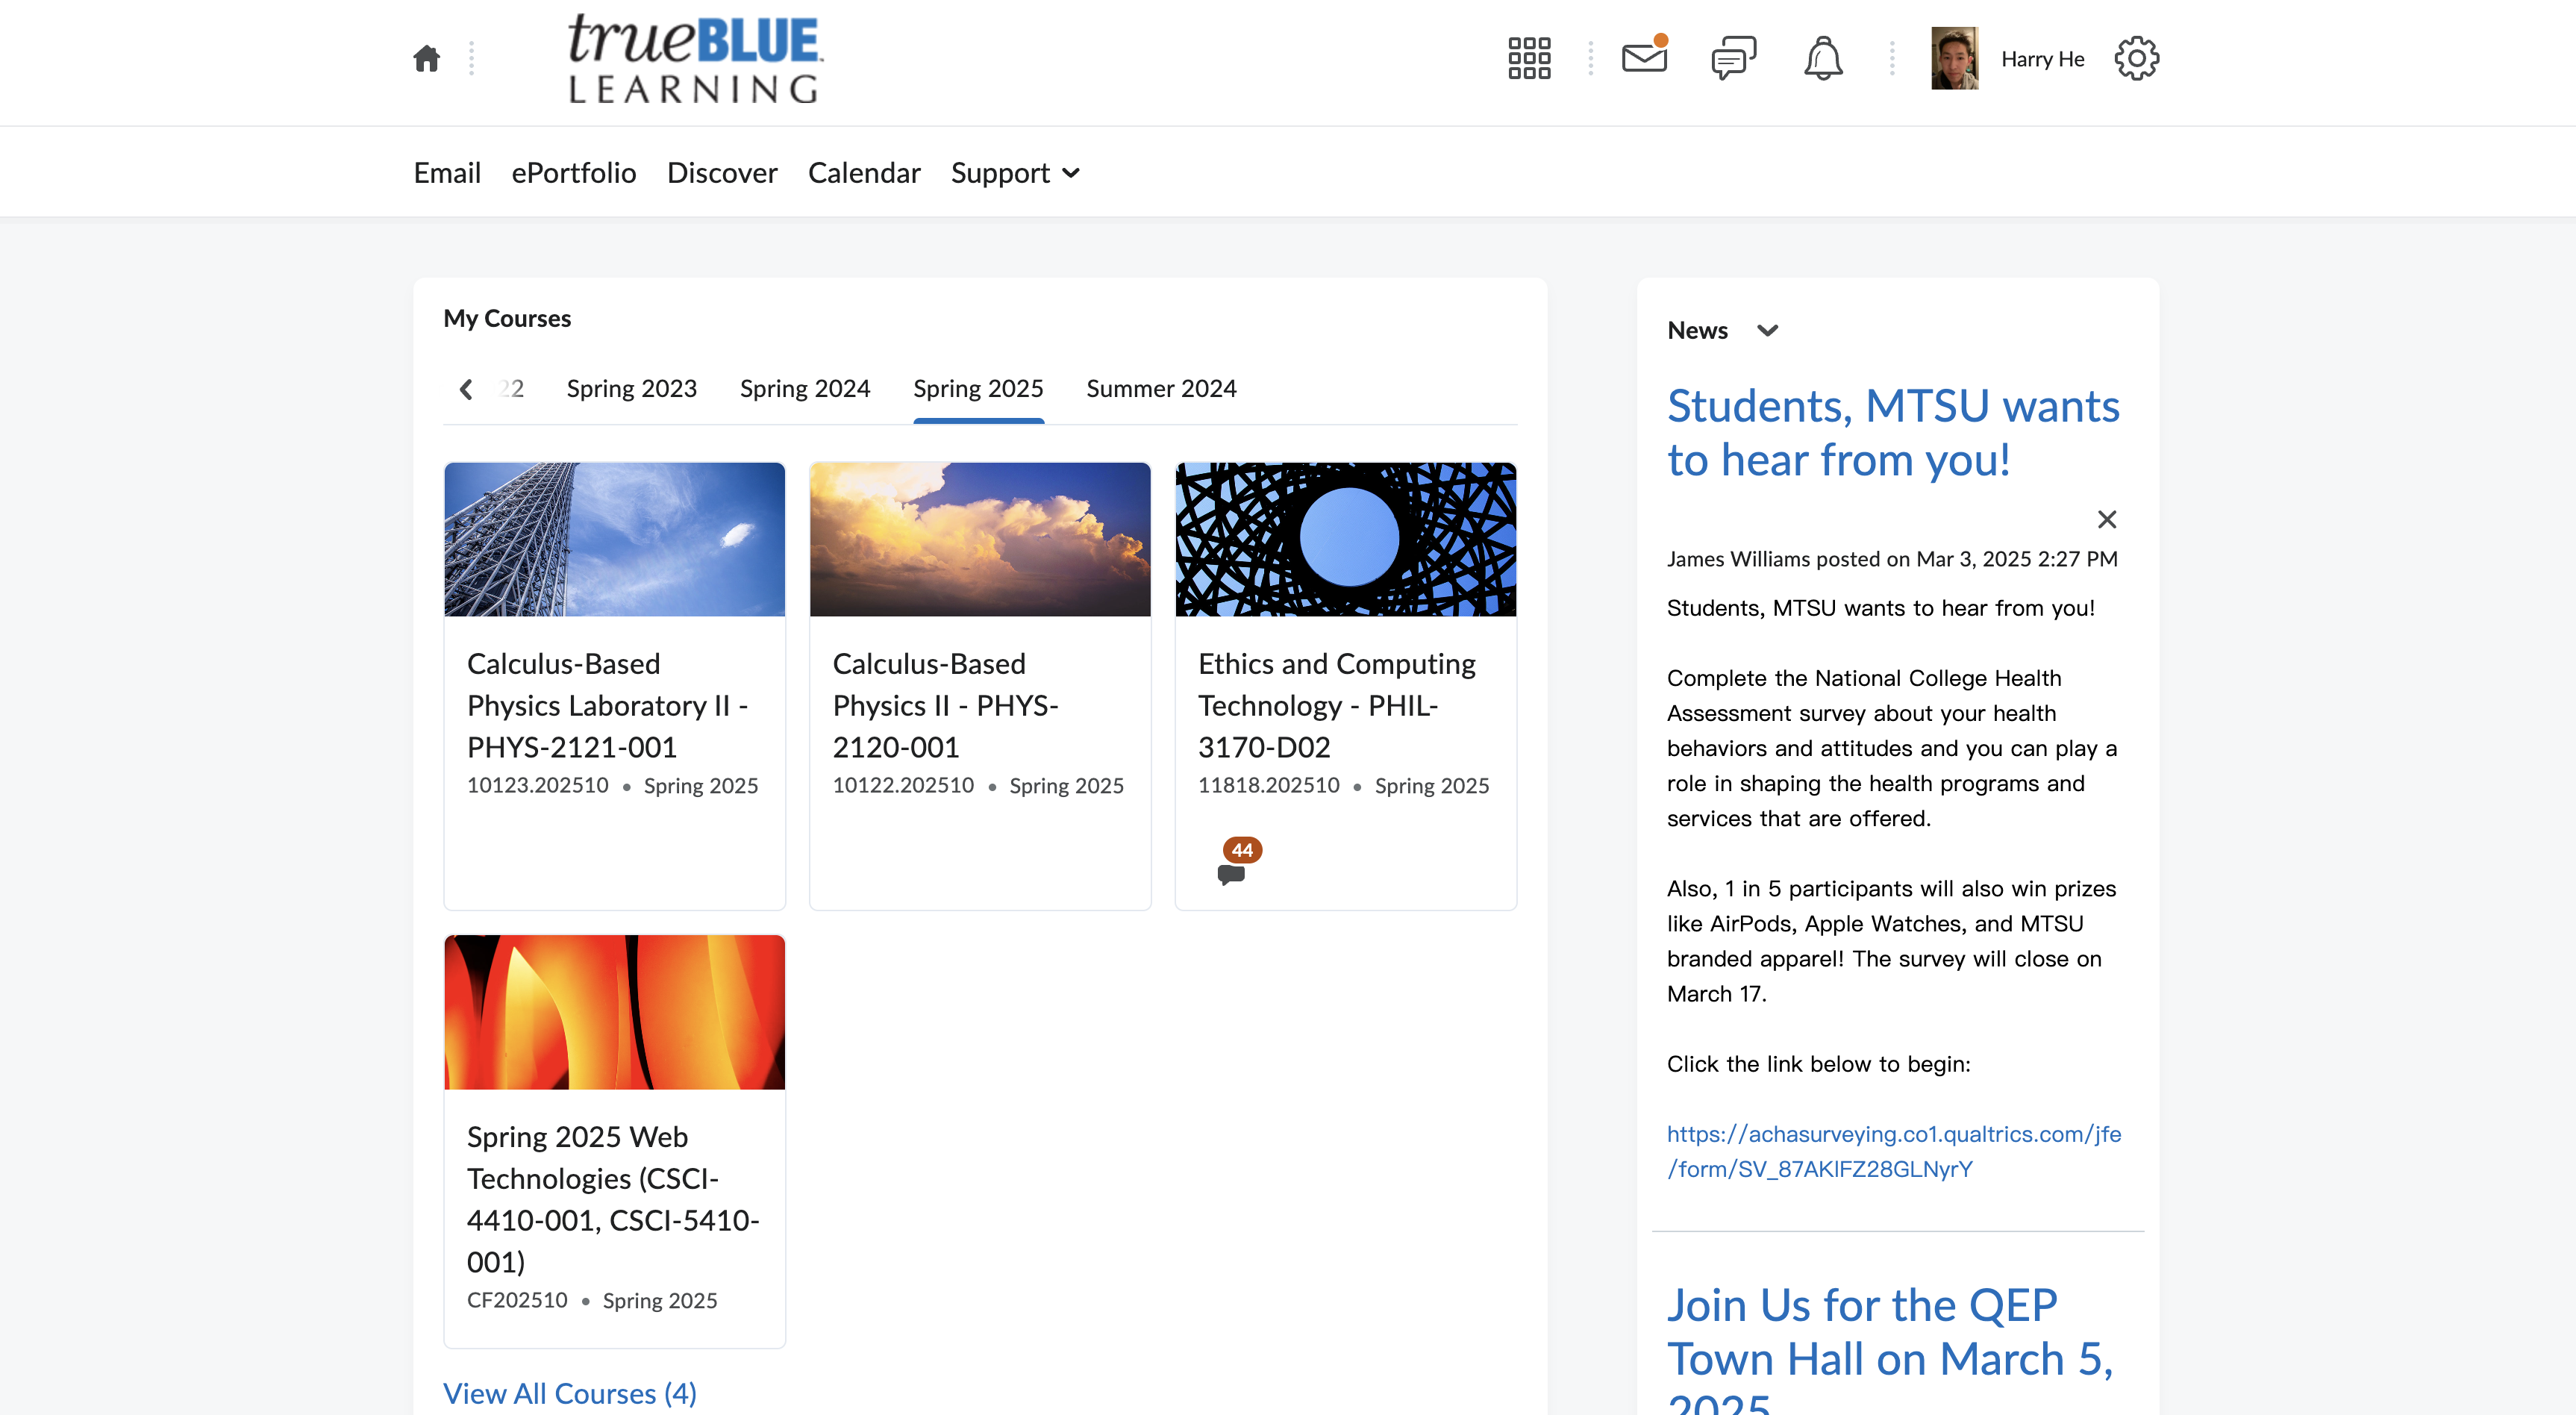 trueBLUE
LEARNING
Harry He
Email ePortfolio Discover Calendar Support
My Courses
22 Spring 2023 Spring 2024 Spring 2025 Summer 2024
Calculus-Based
Physics Laboratory II -
PHYS-2121-001
10123.202510 • Spring 2025
Calculus-Based
Physics II - PHYS-
2120-001
10122.202510 • Spring 2025
Ethics and Computing
Technology - PHIL-
3170-D02
11818.202510 • Spring 2025
44
Spring 2025 Web
Technologies (CSCI-
4410-001, CSCI-5410-
001)
CF202510 • Spring 2025
View All Courses (4)
News
Students, MTSU wants
to hear from you!
James Williams posted on Mar 3, 2025 2:27 PM
Students, MTSU wants to hear from you!
Complete the National College Health
Assessment survey about your health
behaviors and attitudes and you can play a
role in shaping the health programs and
services that are offered.
Also, 1 in 5 participants will also win prizes
like AirPods, Apple Watches, and MTSU
branded apparel! The survey will close on
March 17.
Click the link below to begin:
https://achasurveying.co1.qualtrics.com/jfe
/form/SV_87AKlFZ28GLNyrY
Join Us for the QEP
Town Hall on March 5,
2025